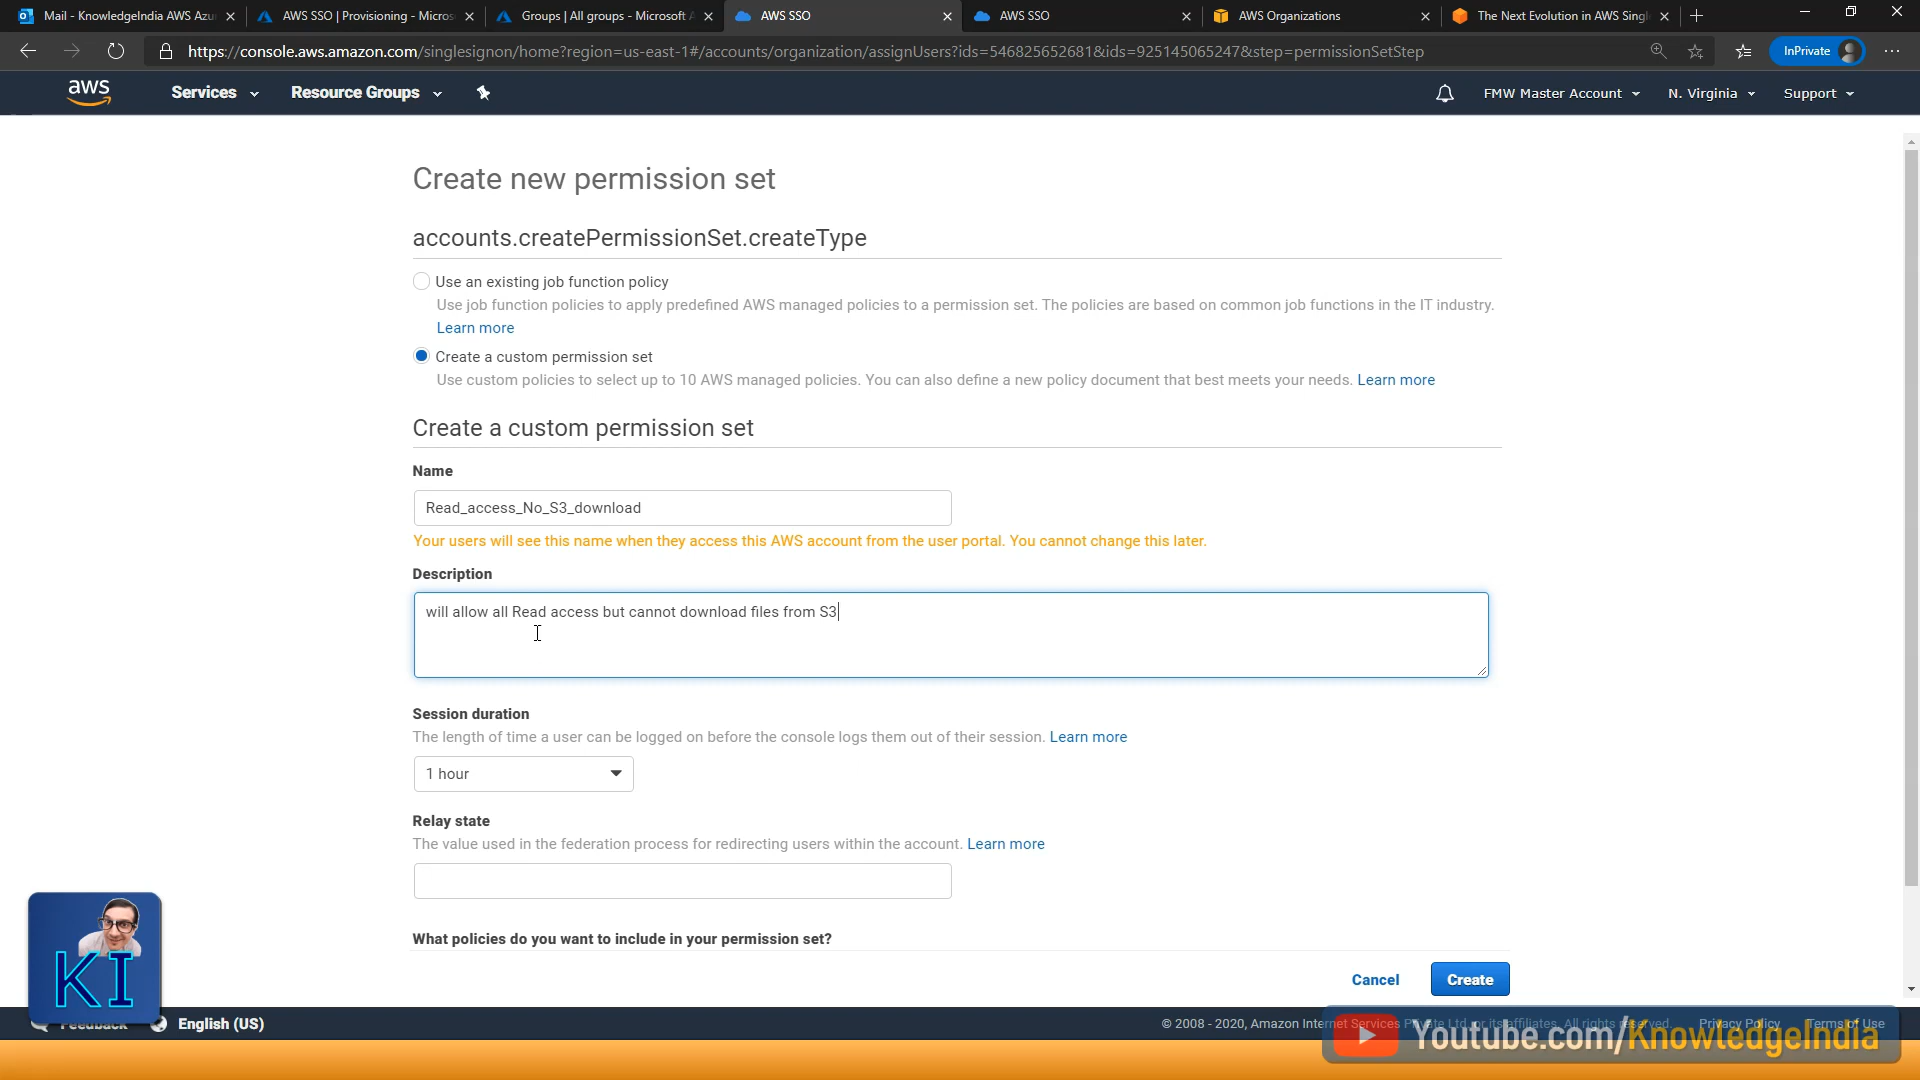 Mail - KnowledgeIndia AWS Azu
AWS SSO | Provisioning - Micros
Groups | All groups - Microsoft A
AWS SSO
AWS SSO
AWS Organizations
The Next Evolution in AWS Singl
https://console.aws.amazon.com/singlesignon/home?region=us-east-1#/accounts/organization/assignUsers?ids=546825652681&ids=925145065247&step=permissionSetStep
InPrivate
aws
Services
Resource Groups
FMW Master Account
N. Virginia
Support
Create new permission set
accounts.createPermissionSet.createType
Use an existing job function policy
Use job function policies to apply predefined AWS managed policies to a permission set. The policies are based on common job functions in the IT industry.
Learn more
Create a custom permission set
Use custom policies to select up to 10 AWS managed policies. You can also define a new policy document that best meets your needs. Learn more
Create a custom permission set
Name
Read_access_No_S3_download
Your users will see this name when they access this AWS account from the user portal. You cannot change this later.
Description
will allow all Read access but cannot download files from S3
Session duration
The length of time a user can be logged on before the console logs them out of their session. Learn more
1 hour
Relay state
The value used in the federation process for redirecting users within the account. Learn more
What policies do you want to include in your permission set?
Cancel
Create
KI
Feedback
English (US)
© 2008 - 2020, Amazon Internet Services Private Ltd. or its affiliates. All rights reserved.
Privacy Policy
Terms of Use
Youtube.com/KnowledgeIndia